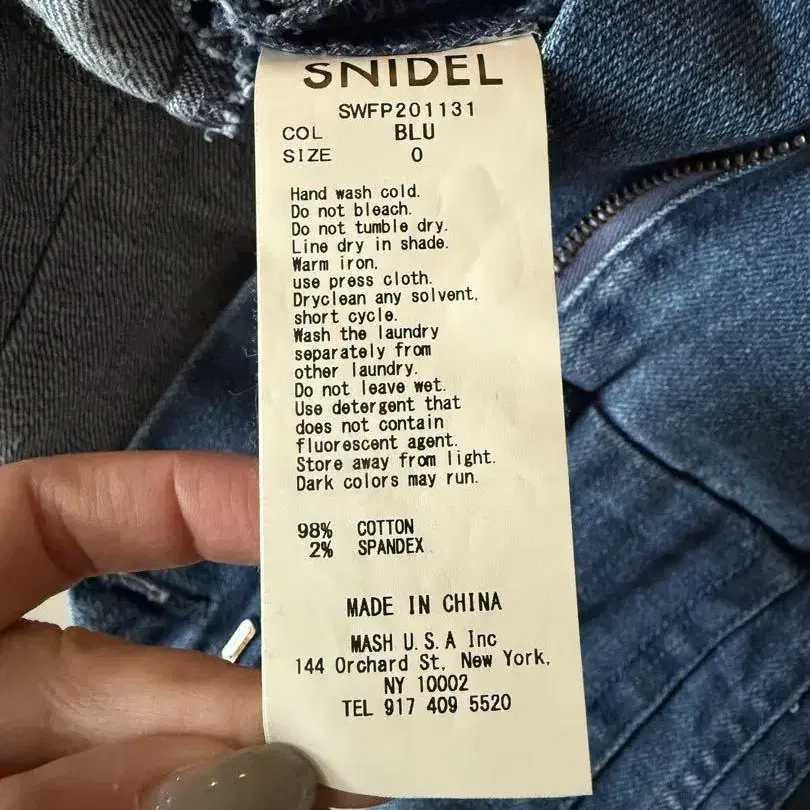 SNIDEL
SWFP201131
COL BLU
SIZE 0
Hand wash cold.
Do not bleach.
Do not tumble dry.
Line dry in shade.
Warm iron,
use press cloth.
Dryclean any solvent,
short cycle.
Wash the laundry
separately from
other laundry.
Do not leave wet.
Use detergent that
does not contain
fluorescent agent.
Store away from light.
Dark colors may run.
98% COTTON
2% SPANDEX
MADE IN CHINA
MASH U.S.A Inc
144 Orchard St, New York,
NY 10002
TEL 917 409 5520